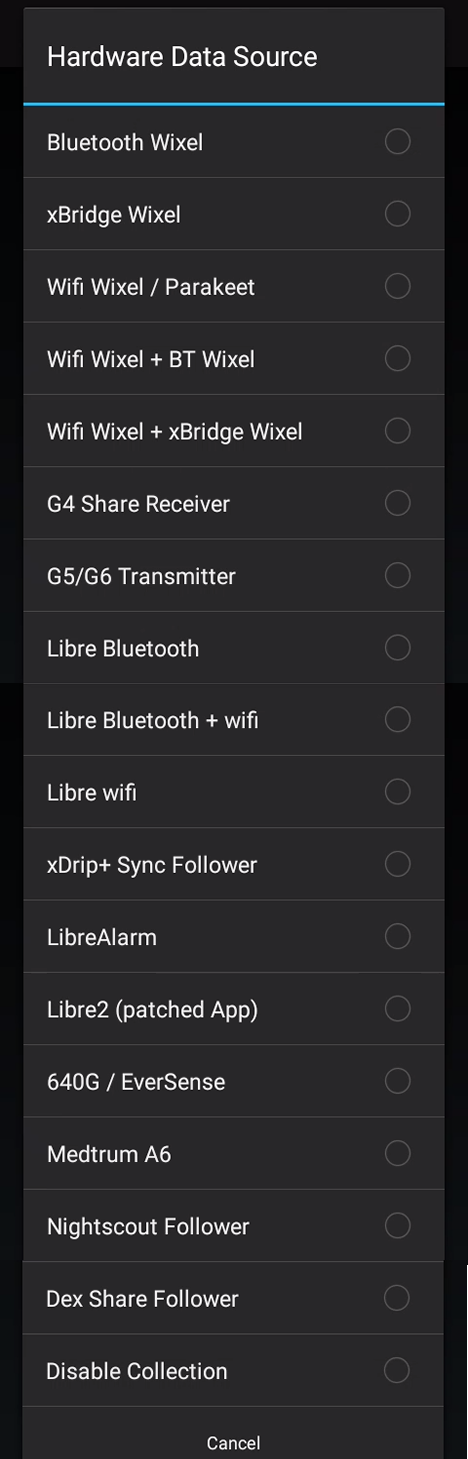 Hardware Data Source
Bluetooth Wixel
xBridge Wixel
Wifi Wixel / Parakeet
Wifi Wixel + BT Wixel
Wifi Wixel + xBridge Wixel
G4 Share Receiver
G5/G6 Transmitter
Libre Bluetooth
Libre Bluetooth + wifi
Libre wifi
xDrip+ Sync Follower
LibreAlarm
Libre2 (patched App)
640G / EverSense
Medtrum A6
Nightscout Follower
Dex Share Follower
Disable Collection
Cancel